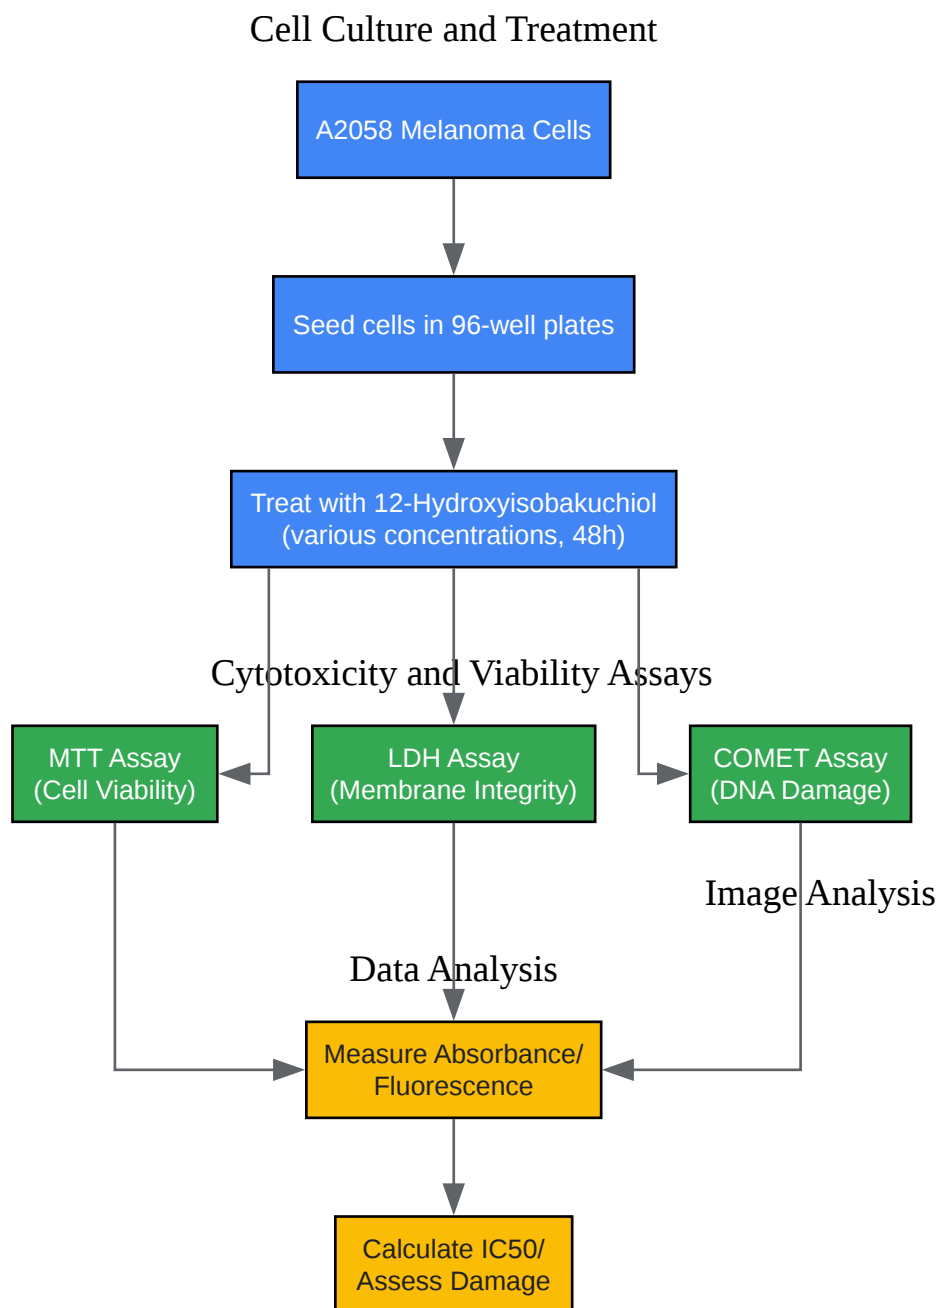 Cell Culture and Treatment
A2058 Melanoma Cells
Seed cells in 96-well plates
Treat with 12-Hydroxyisobakuchiol
(various concentrations, 48h)
Cytotoxicity and Viability Assays
MTT Assay
(Cell Viability)
LDH Assay
(Membrane Integrity)
COMET Assay
(DNA Damage)
Image Analysis
Data Analysis
Measure Absorbance/
Fluorescence
Calculate IC50/
Assess Damage